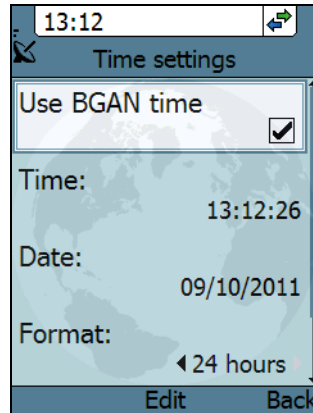 13:12
Time settings
Use BGAN time
Time:
13:12:26
Date:
09/10/2011
Format:
24 hours
Edit Back